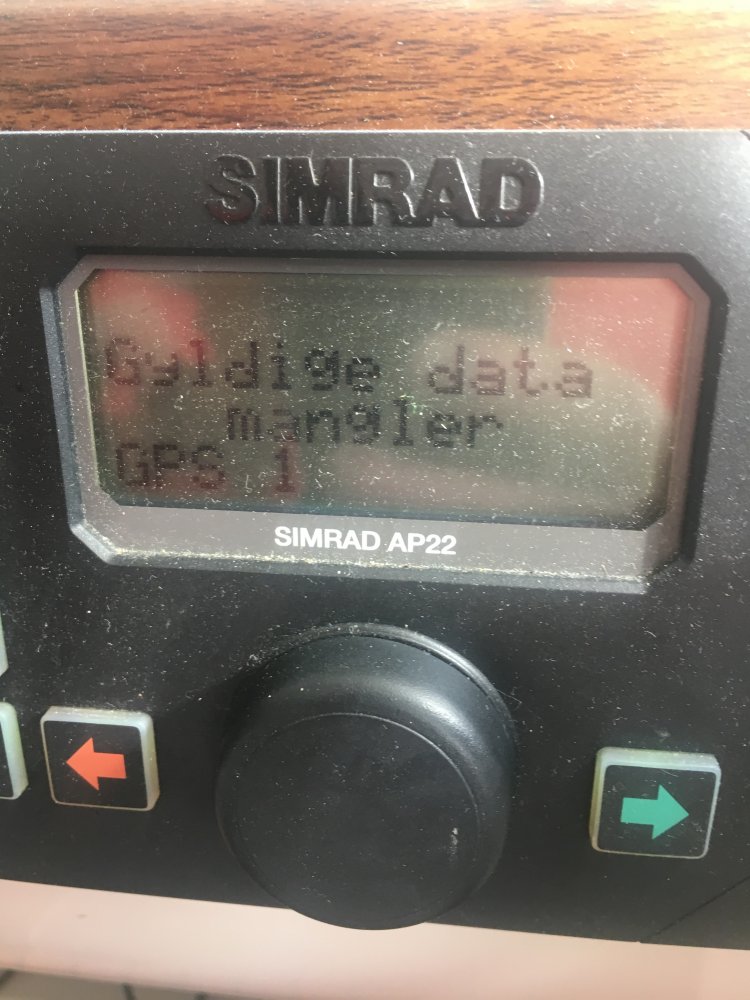 SIMRAD
Gyldige data
mangler
GPS 1
SIMRAD AP22